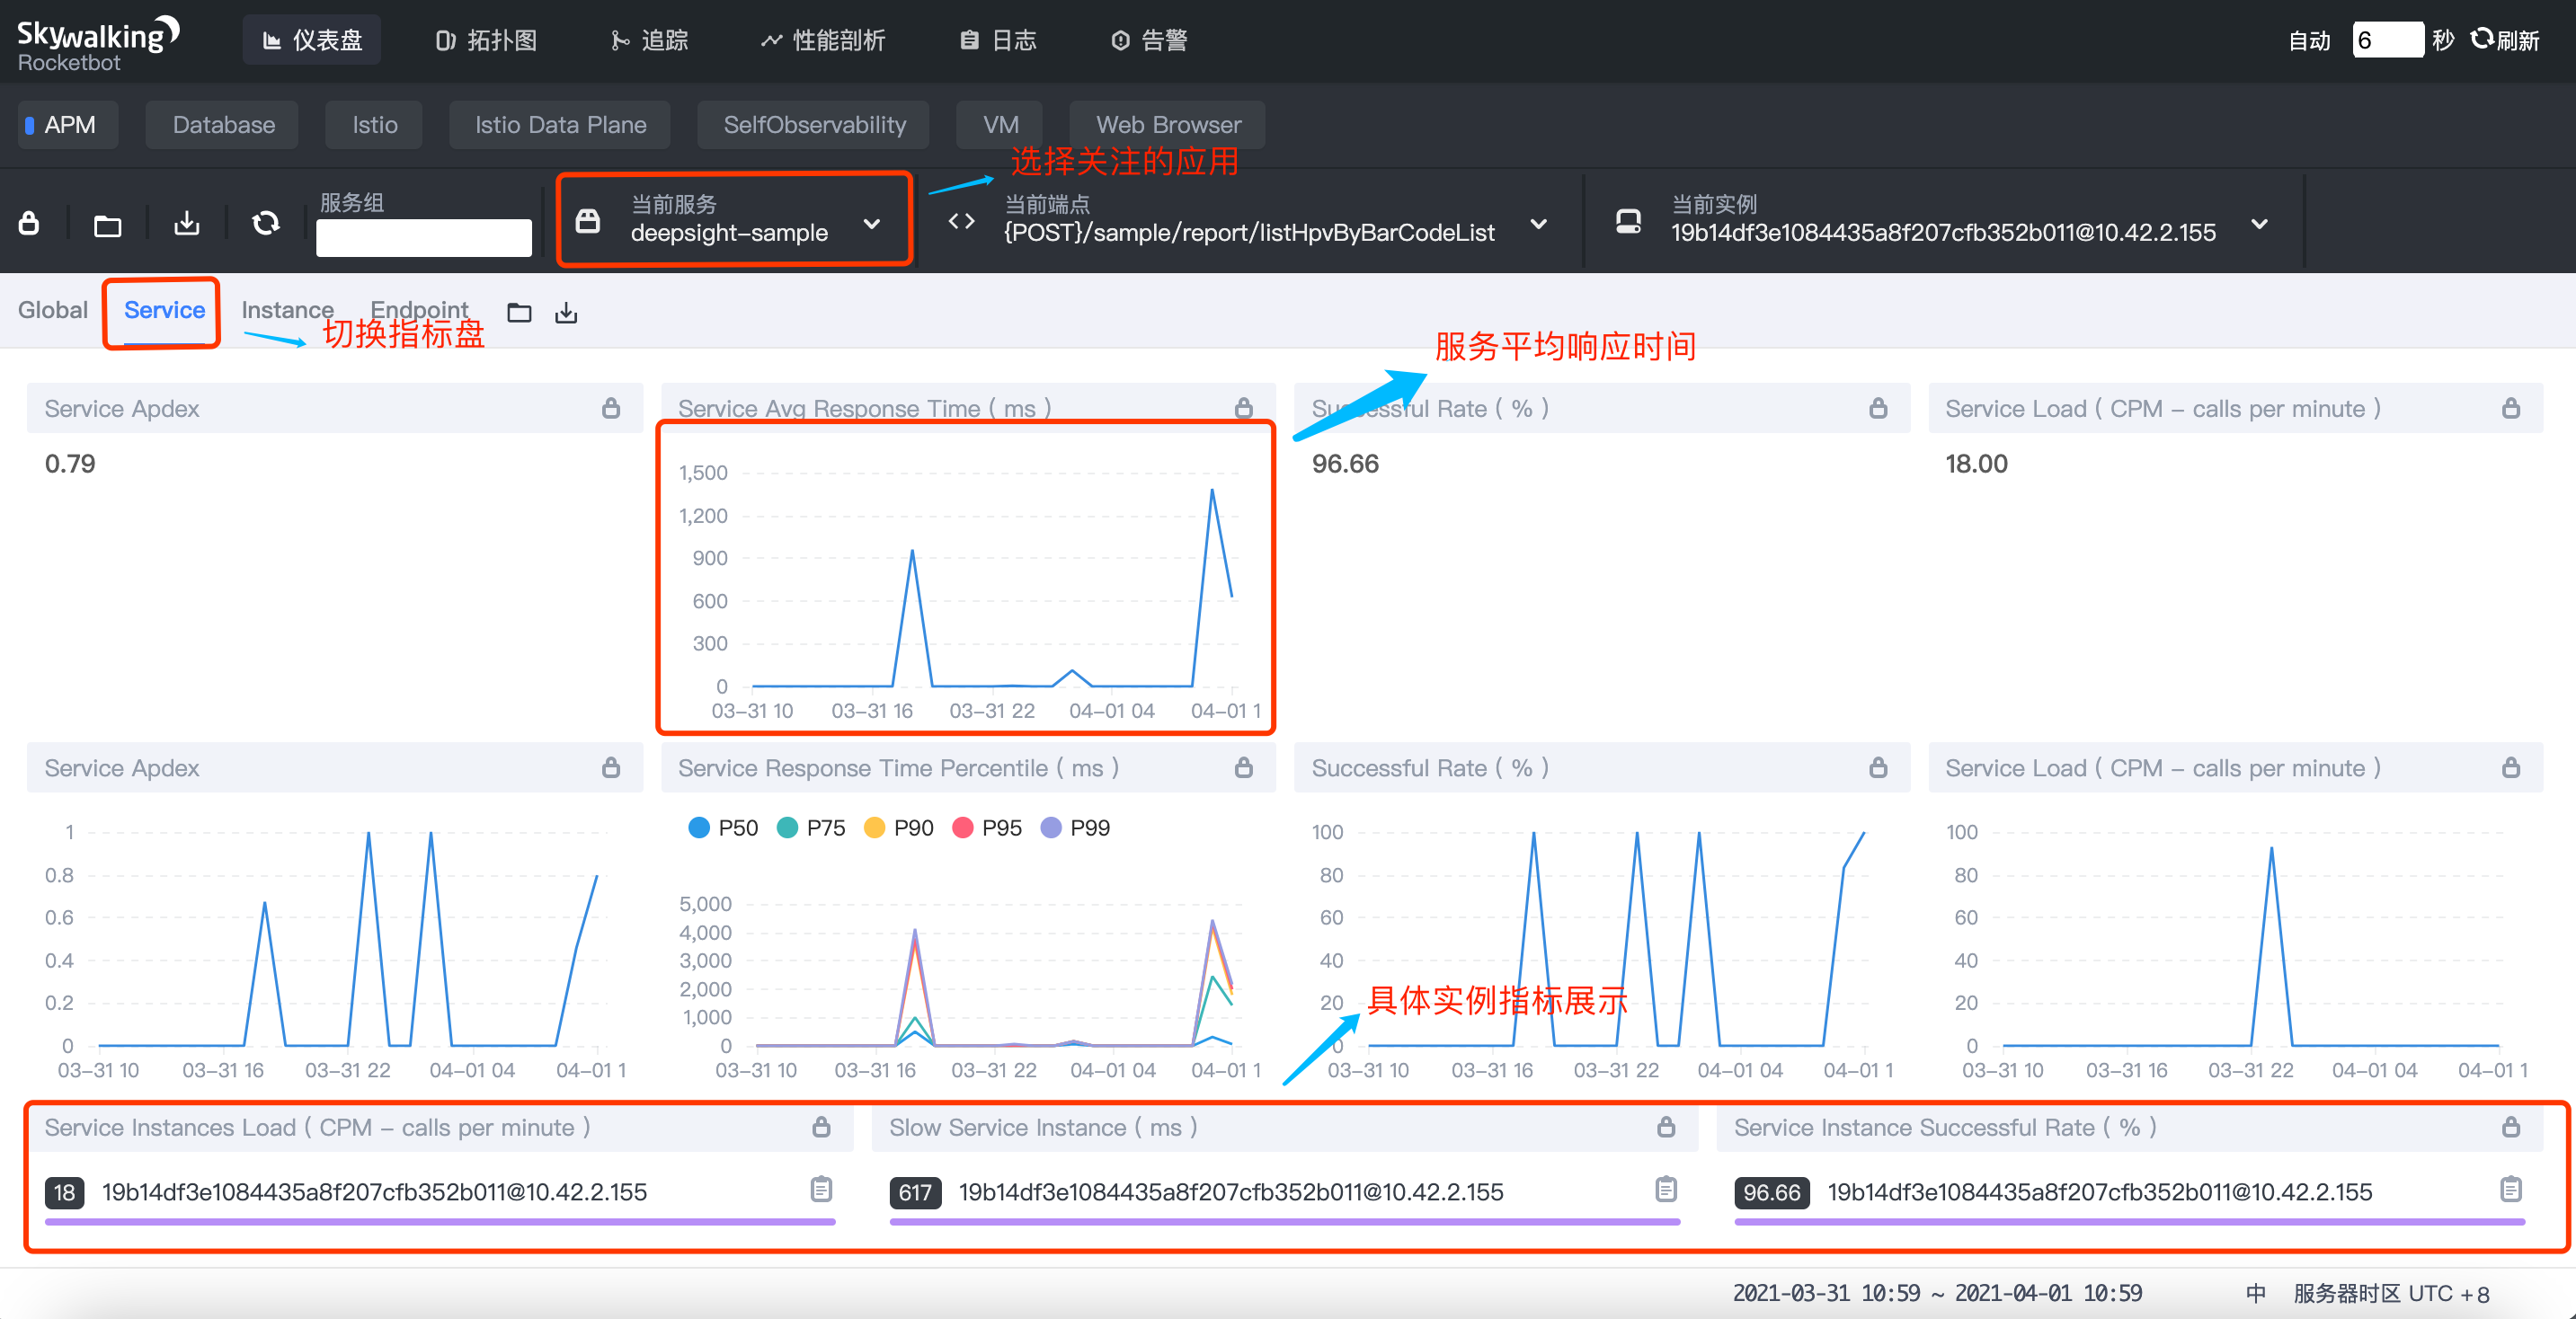 Skywalking
Rocketbot
仪表盘
拓扑图
追踪
性能剖析
日志
告警
自动 6 秒 刷新
APM
Database
Istio
Istio Data Plane
SelfObservability
VM
Web Browser
选择关注的应用
服务组
当前服务
deepsight-sample
当前端点
{POST}/sample/report/listHpvByBarCodeList
当前实例
19b14df3e1084435a8f207cfb352b011@10.42.2.155
Global
Service
Instance
Endpoint
切换指标盘
服务平均响应时间
Service Apdex
0.79
Service Avg Response Time ( ms )
1,500
1,200
900
600
300
0
03-31 10
03-31 16
03-31 22
04-01 04
04-01 1
Successful Rate ( % )
96.66
Service Load ( CPM - calls per minute )
18.00
Service Apdex
1
0.8
0.6
0.4
0.2
0
03-31 10
03-31 16
03-31 22
04-01 04
04-01 1
Service Response Time Percentile ( ms )
P50
P75
P90
P95
P99
5,000
4,000
3,000
2,000
1,000
0
03-31 10
03-31 16
03-31 22
04-01 04
04-01 1
Successful Rate ( % )
100
80
60
40
20
0
03-31 10
03-31 16
03-31 22
04-01 04
04-01 1
具体实例指标展示
Service Load ( CPM - calls per minute )
100
80
60
40
20
0
03-31 10
03-31 16
03-31 22
04-01 04
04-01 1
Service Instances Load ( CPM - calls per minute )
18 19b14df3e1084435a8f207cfb352b011@10.42.2.155
Slow Service Instance ( ms )
617 19b14df3e1084435a8f207cfb352b011@10.42.2.155
Service Instance Successful Rate ( % )
96.66 19b14df3e1084435a8f207cfb352b011@10.42.2.155
2021-03-31 10:59 ~ 2021-04-01 10:59
中
服务器时区 UTC +8